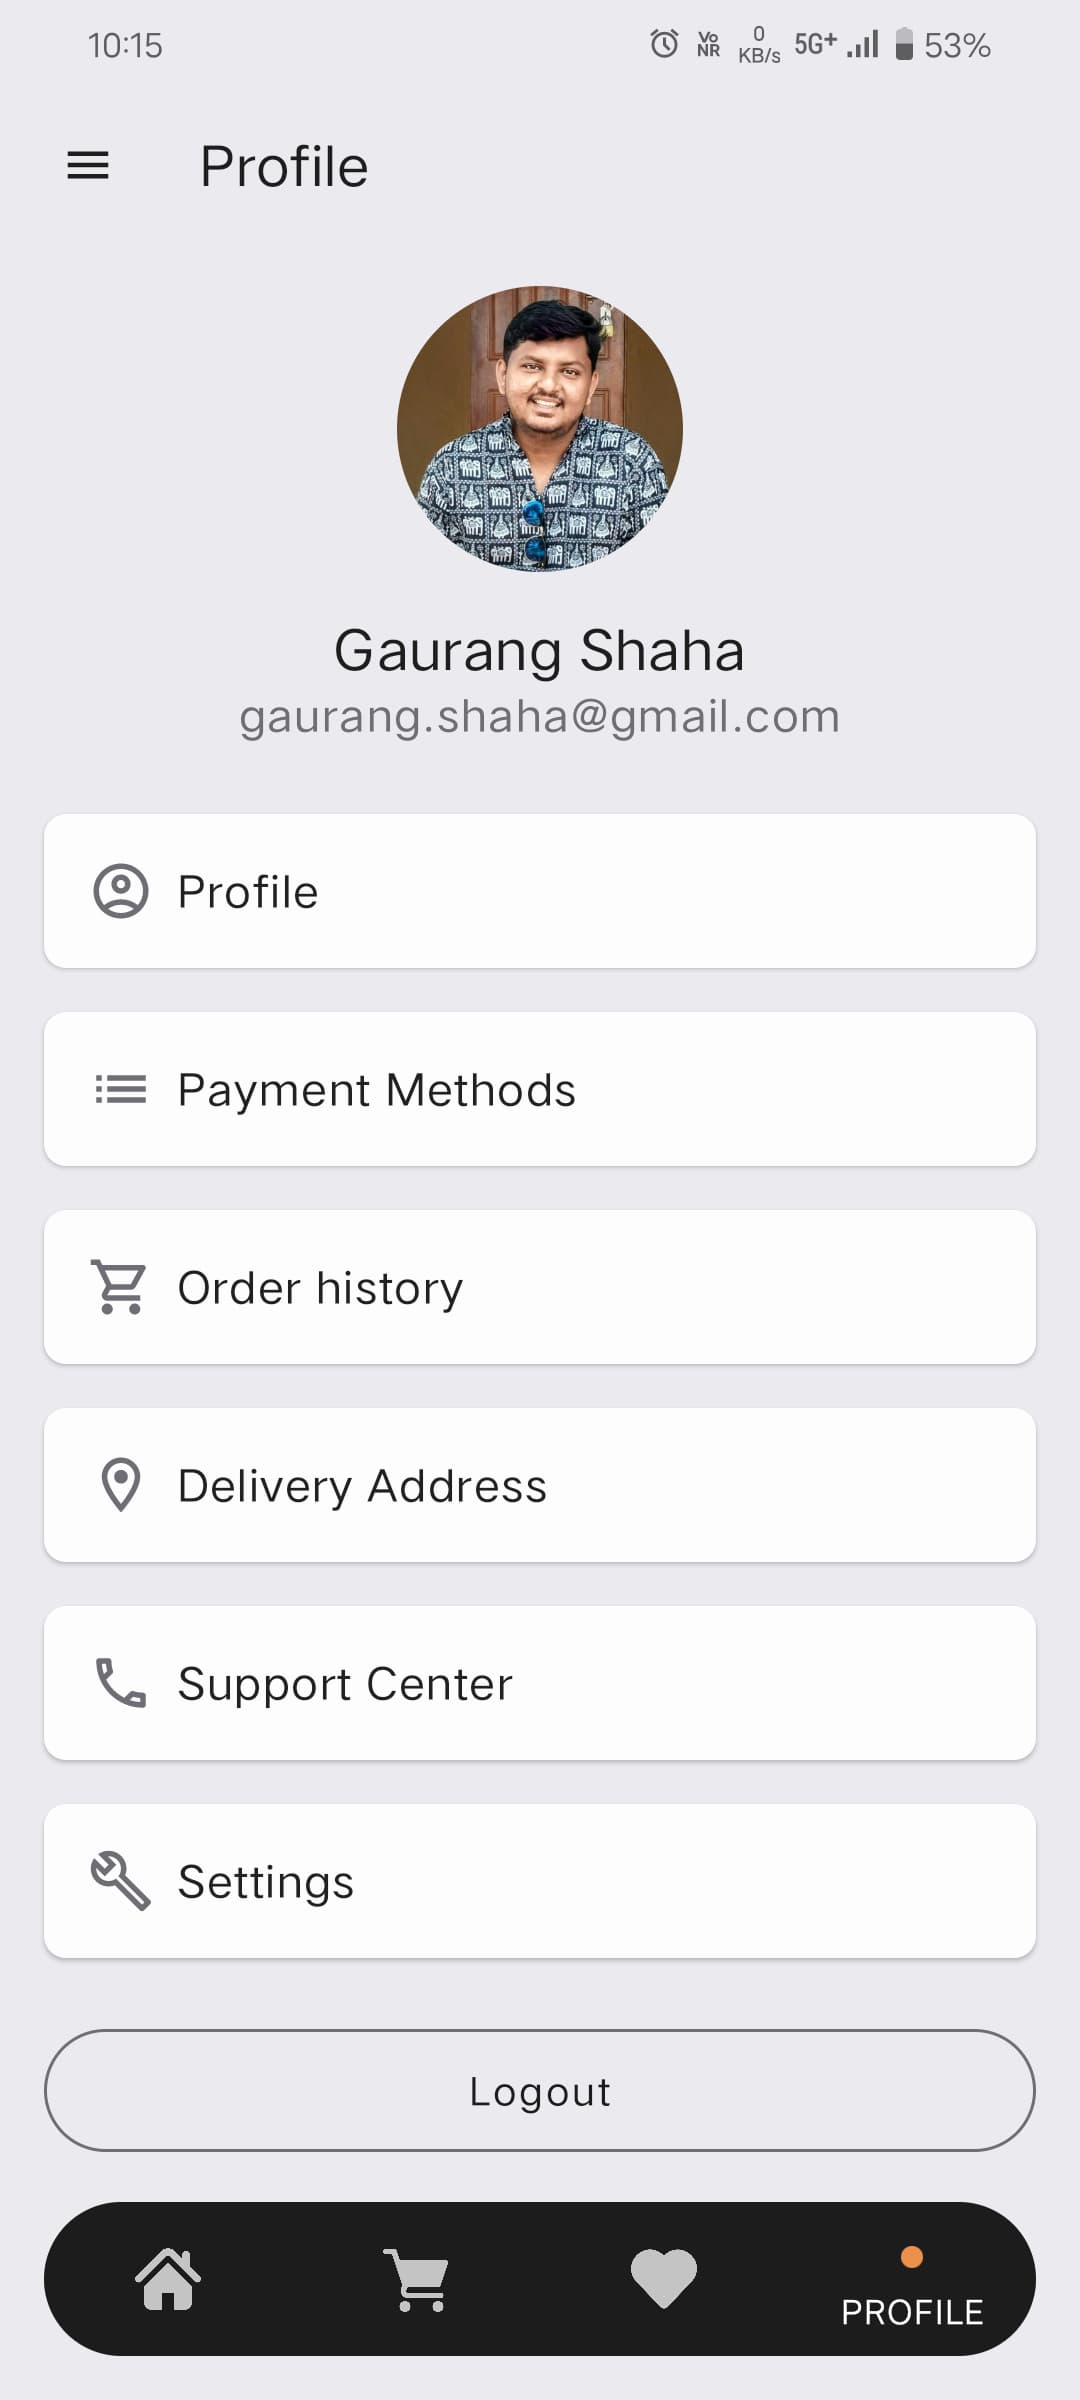 10:15
Vo NR
0 KB/s
5G+
53%
Profile
Gaurang Shaha
gaurang.shaha@gmail.com
Profile
Payment Methods
Order history
Delivery Address
Support Center
Settings
Logout
PROFILE